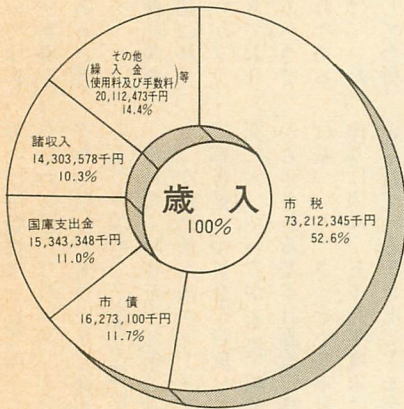 その他
(繰入金
使用料及び手数料)等
20,112,473千円
14.4%
諸収入
14,303,578千円
10.3%
国庫支出金
15,343,348千円
11.0%
市債
16,273,100千円
11.7%
歳入
100%
市税
73,212,345千円
52.6%